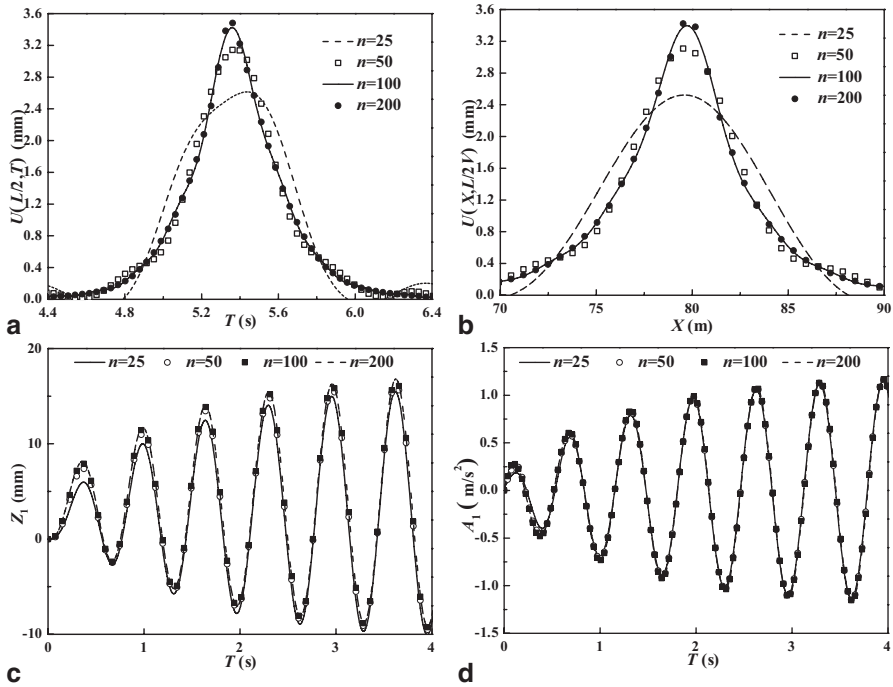 3.6
3.2
2.8
2.4
2.0
1.6
1.2
0.8
0.4
0.0
U(L/2,T) (mm)
n=25
n=50
n=100
n=200
4.4 4.8 5.2 5.6 6.0 6.4
T (s)
a
3.6
3.2
2.8
2.4
2.0
1.6
1.2
0.8
0.4
0.0
U(X,L/2V) (mm)
n=25
n=50
n=100
n=200
70 75 80 85 90
X (m)
b
20
10
0
-10
Z1 (mm)
n=25 n=50 n=100 n=200
0 1 2 3 4
T (s)
c
1.5
1.0
0.5
0.0
-0.5
-1.0
-1.5
A1 ( m/s²)
n=25 n=50 n=100 n=200
0 1 2 3 4
T (s)
d